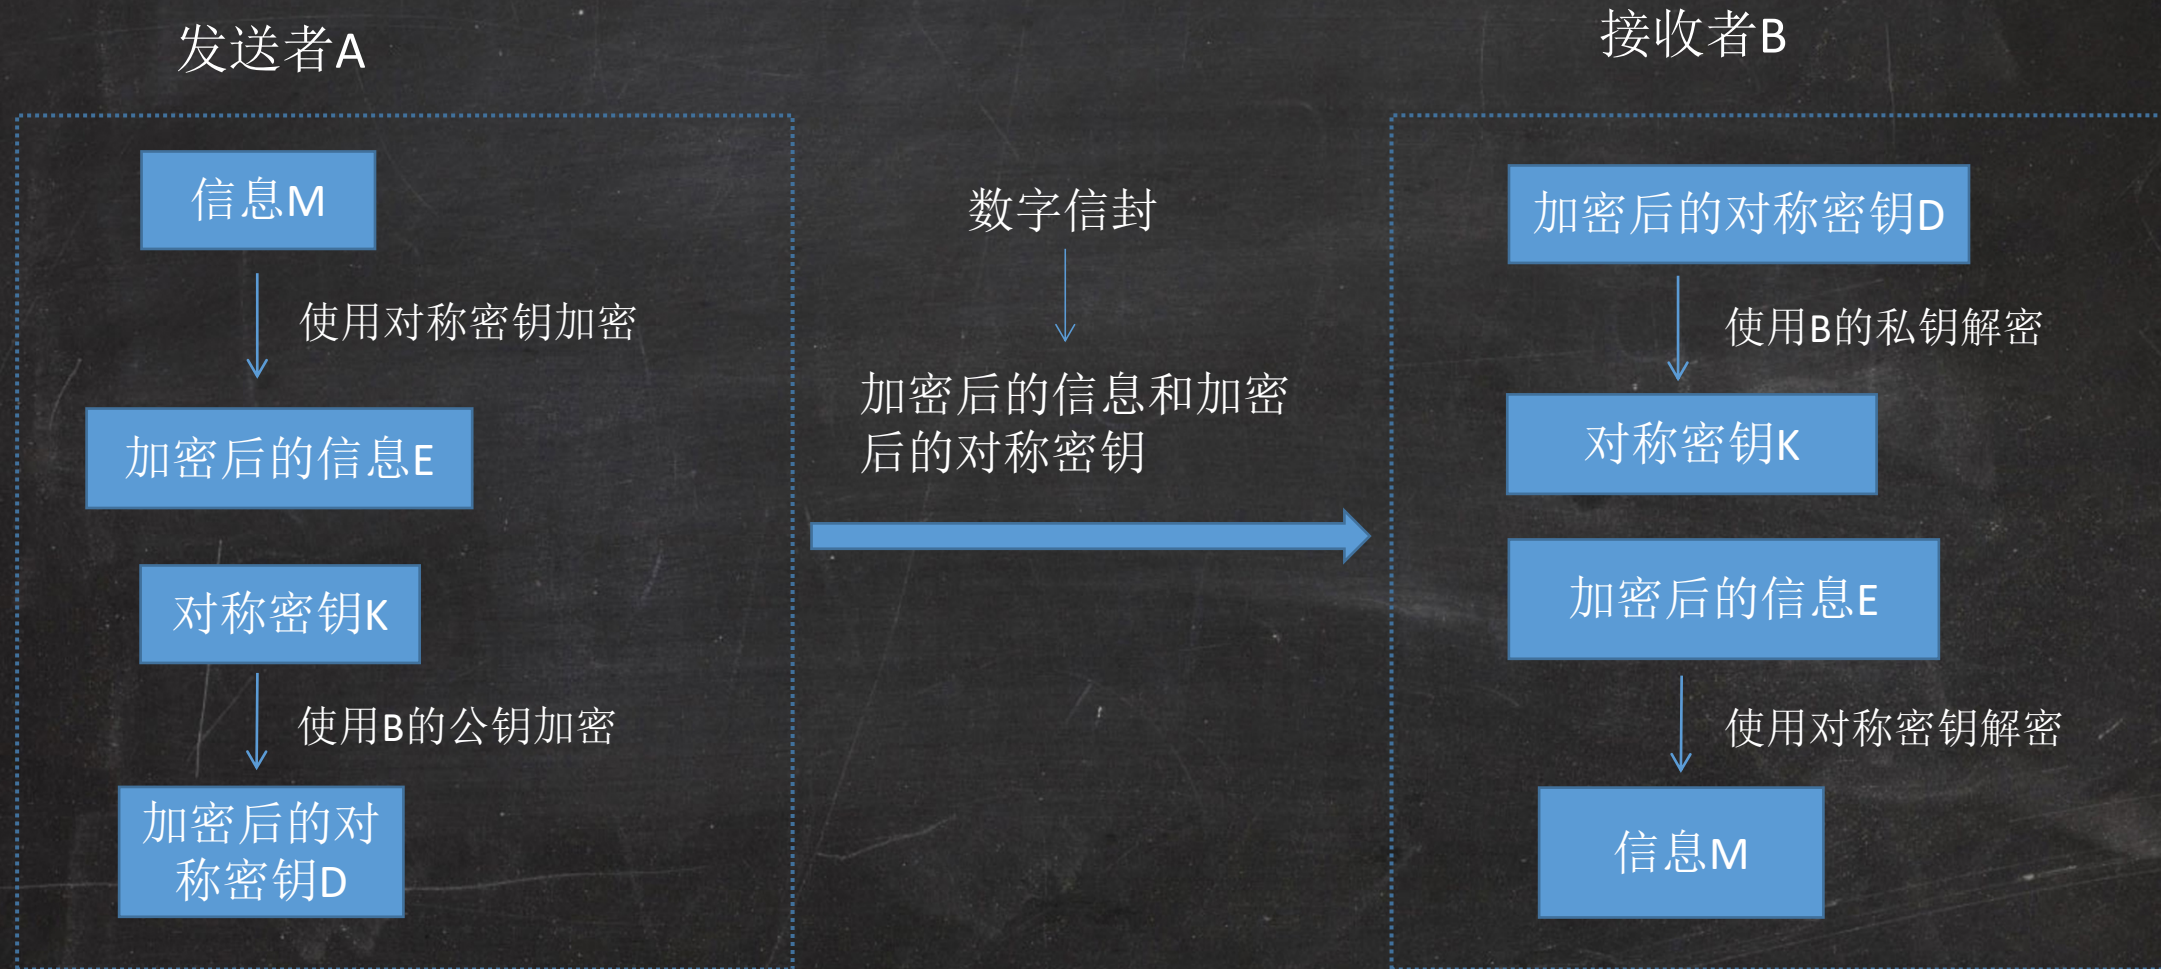 发送者A
信息M
使用对称密钥加密
加密后的信息E
对称密钥K
使用B的公钥加密
加密后的对
称密钥D
数字信封
加密后的信息和加密
后的对称密钥
接收者B
加密后的对称密钥D
使用B的私钥解密
对称密钥K
加密后的信息E
使用对称密钥解密
信息M